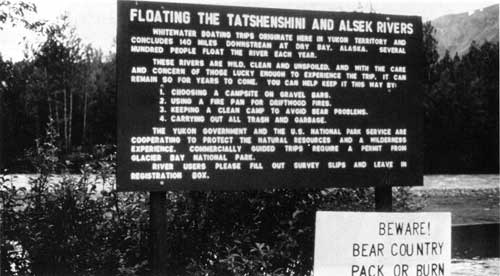 FLOATING THE TATSHENSHINI AND ALSEK RIVERS
WHITEWATER BOATING TRIPS ORIGINATE HERE IN YUKON TERRITORY AND
CONCLUDES 140 MILES DOWNSTREAM AT DRY BAY, ALASKA. SEVERAL
HUNDRED PEOPLE FLOAT THE RIVER EACH YEAR.
THESE RIVERS ARE WILD, CLEAN AND UNSPOILED, AND WITH THE CARE
AND CONCERN OF THOSE LUCKY ENOUGH TO EXPERIENCE THE TRIP, IT CAN
REMAIN SO FOR YEARS TO COME. YOU CAN HELP KEEP IT THIS WAY BY:
1. CHOOSING A CAMPSITE ON GRAVEL BARS.
2. USING A FIRE PAN FOR DRIFTWOOD FIRES.
3. KEEPING A CLEAN CAMP TO AVOID BEAR PROBLEMS.
4. CARRYING OUT ALL TRASH AND GARBAGE.
THE YUKON GOVERNMENT AND THE U.S. NATIONAL PARK SERVICE ARE
COOPERATING TO PROTECT THE NATURAL RESOURCES AND A WILDERNESS
EXPERIENCE. COMMERCIALLY GUIDED TRIPS REQUIRE A PERMIT FROM
GLACIER BAY NATIONAL PARK.
RIVER USERS PLEASE FILL OUT SURVEY SLIPS AND LEAVE IN
REGISTRATION BOX.
BEWARE!
BEAR COUNTRY
PACK OR BURN